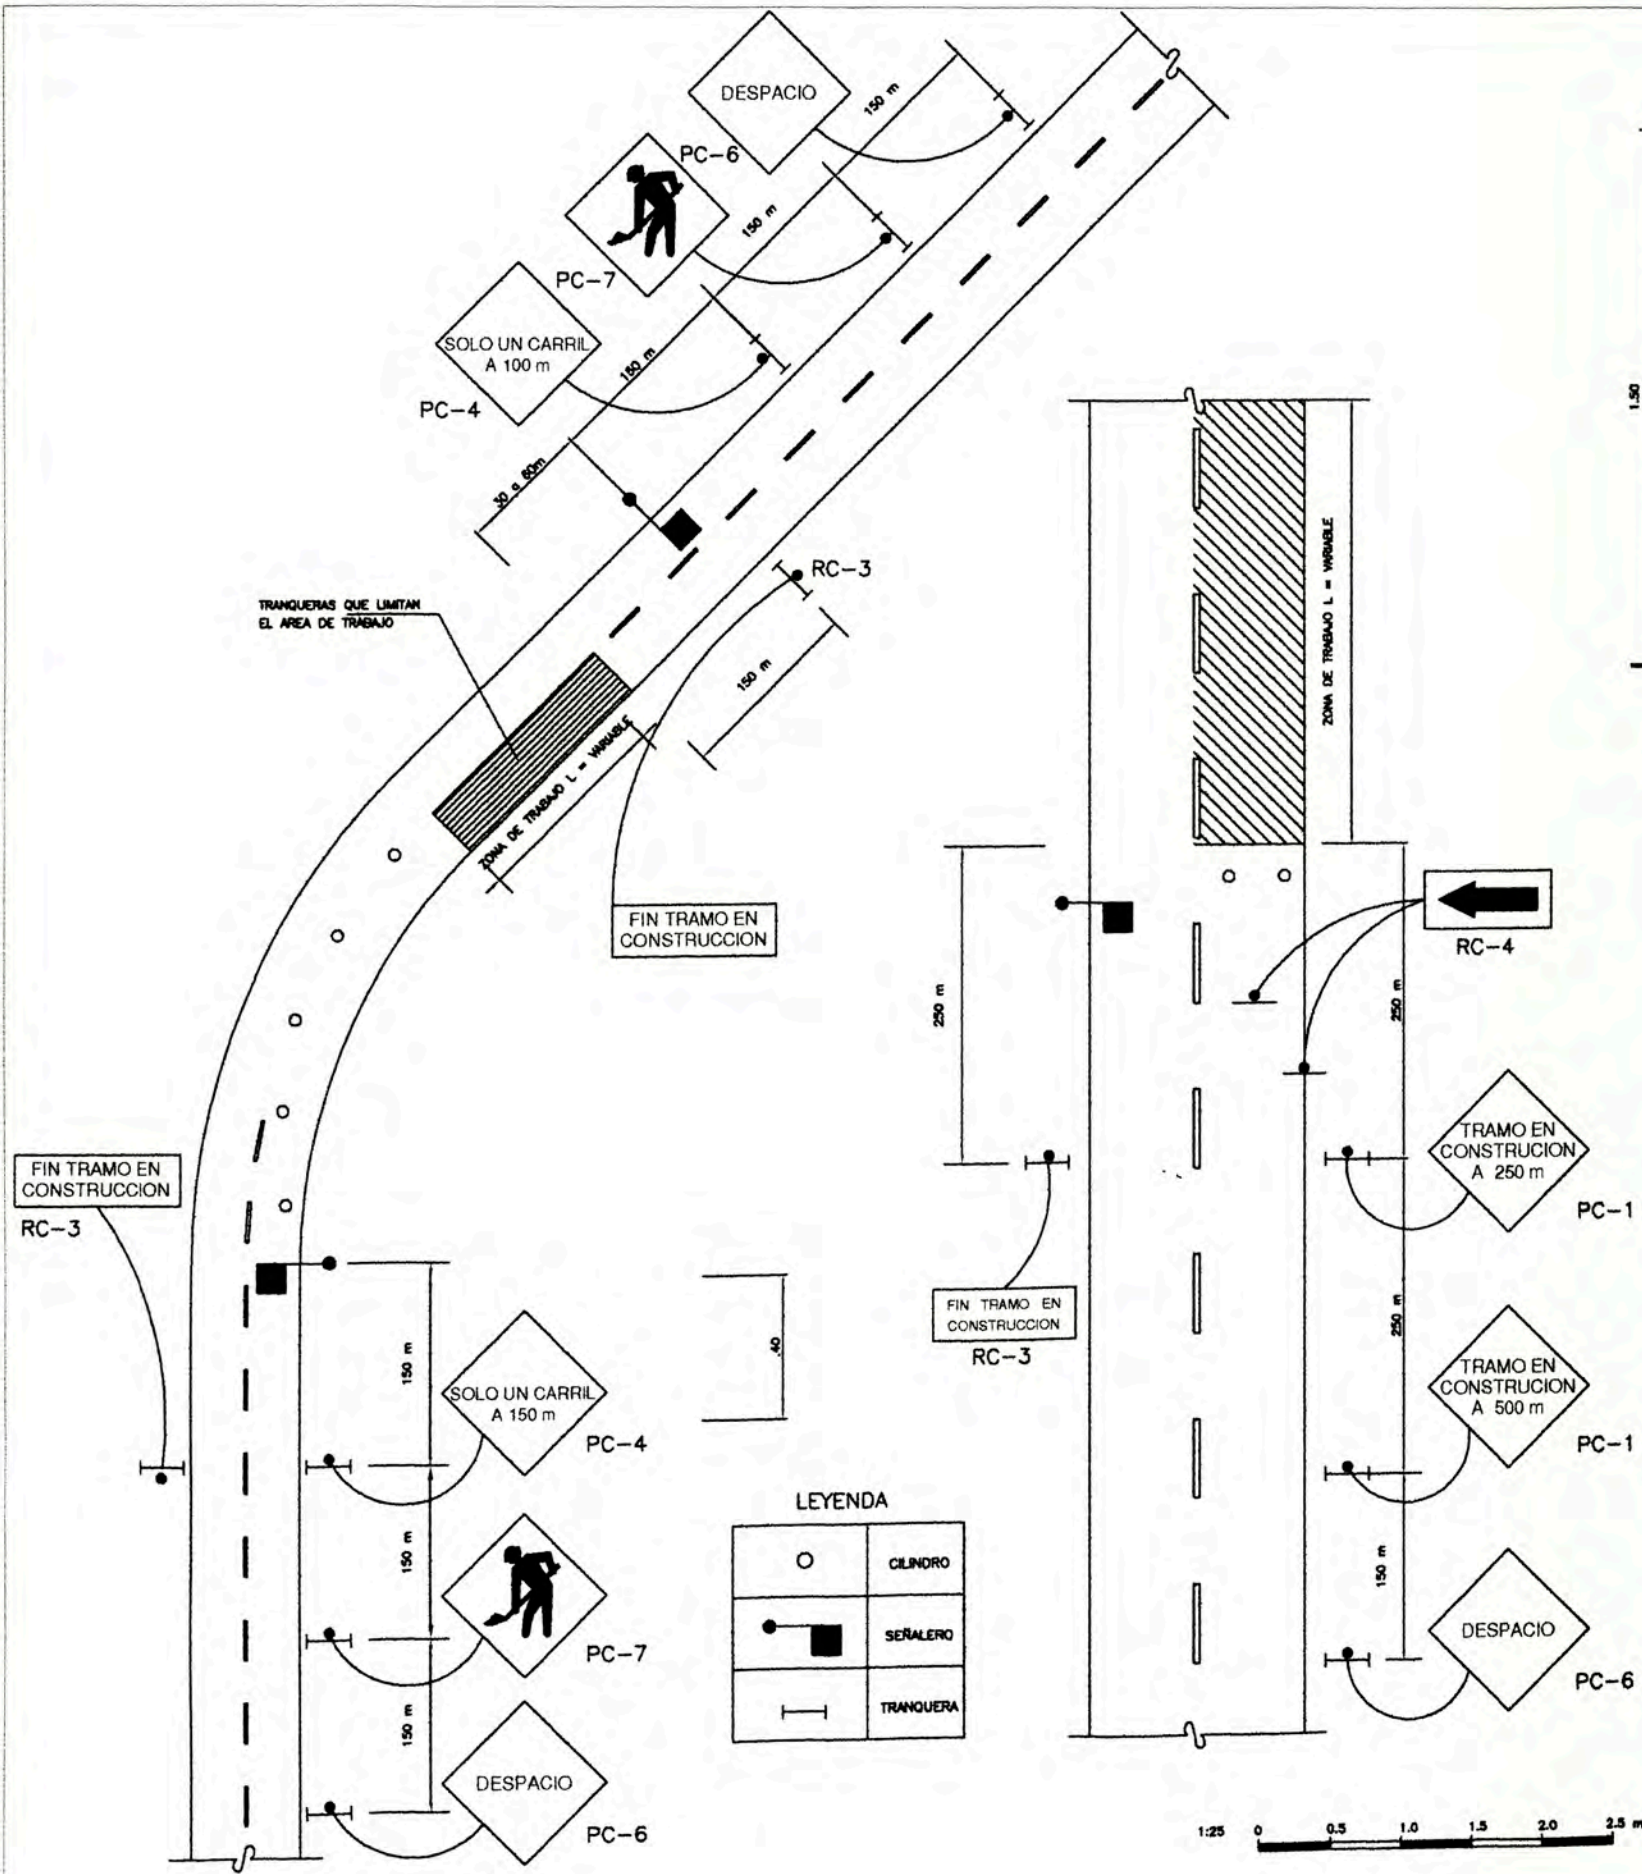 DESPACIO
PC-6
150 m
PC-7
150 m
SOLO UN CARRIL
A 100 m
PC-4
150 m
30 a 60m
RC-3
TRANQUERAS QUE LIMITAN
EL AREA DE TRABAJO
150 m
ZONA DE TRABAJO L = VARIABLE
FIN TRAMO EN
CONSTRUCCION
FIN TRAMO EN
CONSTRUCCION
RC-3
150 m
SOLO UN CARRIL
A 150 m
PC-4
150 m
PC-7
150 m
DESPACIO
PC-6
.40
LEYENDA
CILINDRO
SEÑALERO
TRANQUERA
ZONA DE TRABAJO L = VARIABLE
RC-4
250 m
250 m
TRAMO EN
CONSTRUCION
A 250 m
PC-1
FIN TRAMO EN
CONSTRUCCION
RC-3
250 m
TRAMO EN
CONSTRUCION
A 500 m
PC-1
150 m
DESPACIO
PC-6
1.50
1:25 0 0.5 1.0 1.5 2.0 2.5 m